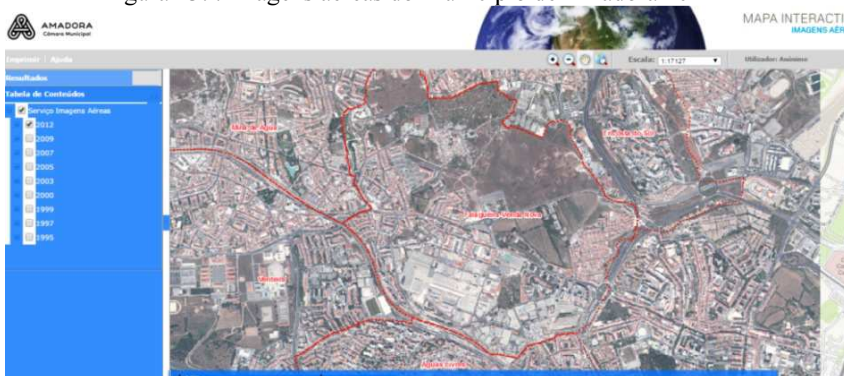 AMADORA
Câmara Municipal
MAPA INTERACTI
IMAGENS AÉR
Imprimir | Ajuda
Escala: 1:17127
Utilizador: Anónimo
Resultados
Tabela de Conteúdos
Serviço Imagens Aéreas
2012
2009
2007
2005
2003
2000
1999
1997
1995
Mina de Água
Encosta do Sol
Falagueira-Venda Nova
Venteira
Águas Livres